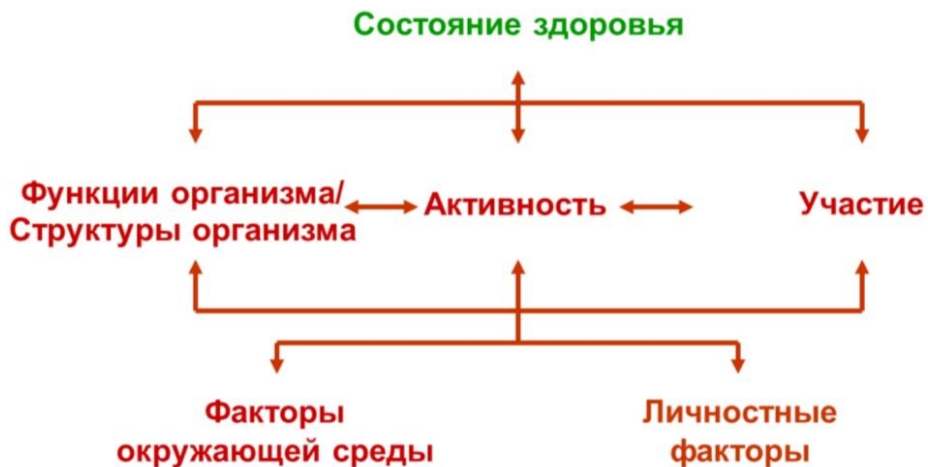 Состояние здоровья
Функции организма/
Структуры организма
Активность
Участие
Факторы
окружающей среды
Личностные
факторы